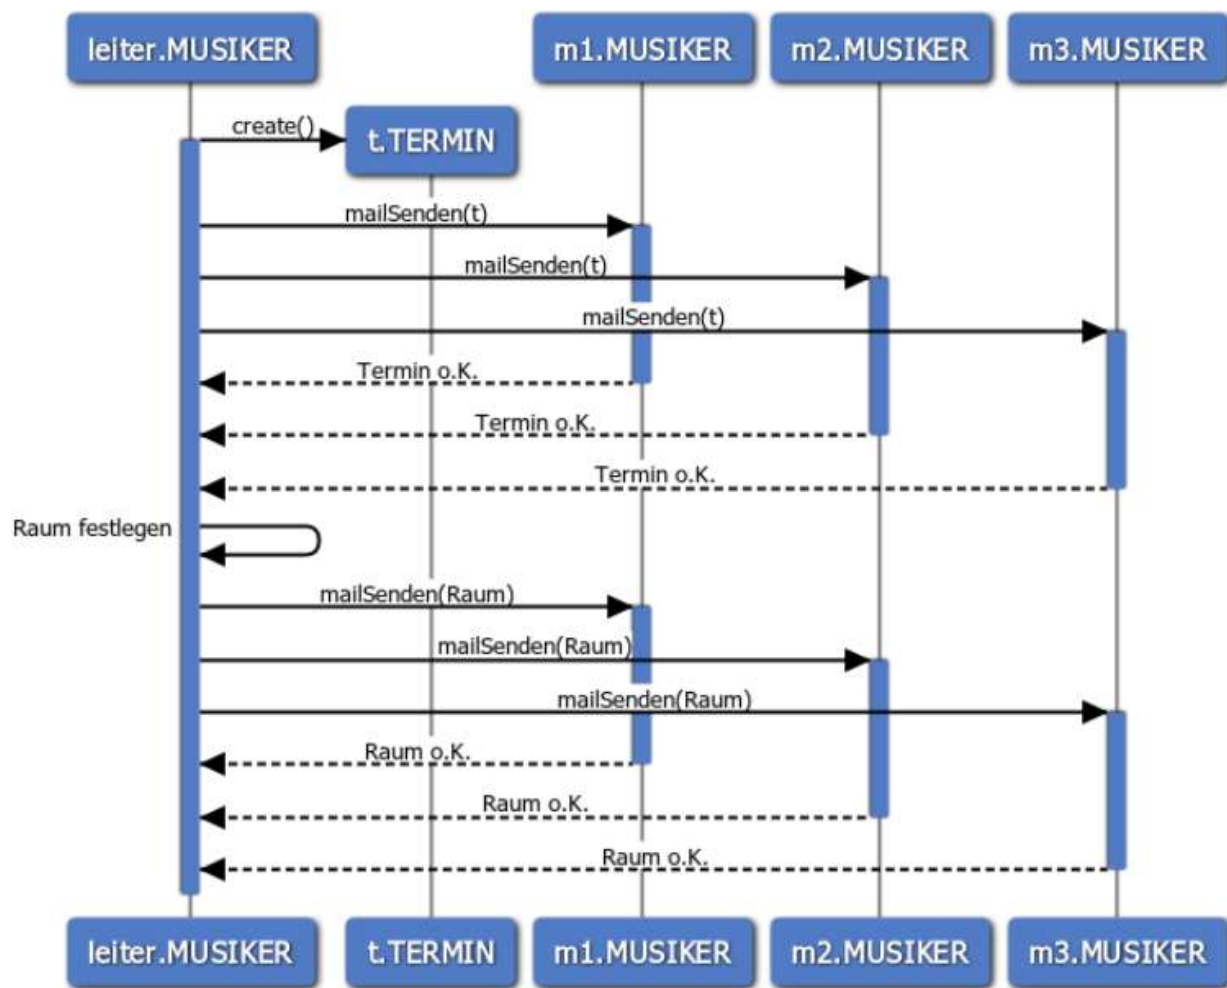 leiter.MUSIKER
m1.MUSIKER
m2.MUSIKER
m3.MUSIKER
create()
t.TERMIN
mailSenden(t)
mailSenden(t)
mailSenden(t)
Termin o.K.
Termin o.K.
Termin o.K.
Raum festlegen
mailSenden(Raum)
mailSenden(Raum)
mailSenden(Raum)
Raum o.K.
Raum o.K.
Raum o.K.
leiter.MUSIKER
t.TERMIN
m1.MUSIKER
m2.MUSIKER
m3.MUSIKER